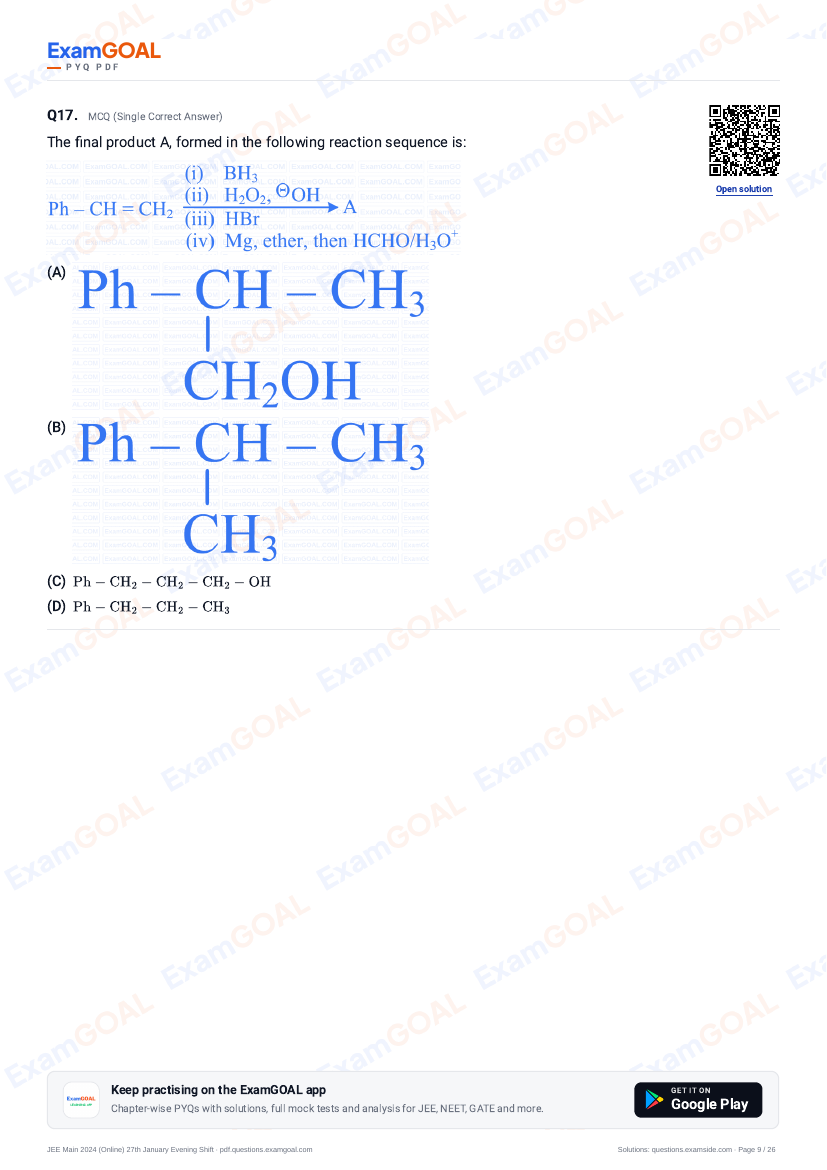 ExamGOAL
PYQ PDF
Q17. MCQ (Single Correct Answer)
The final product A, formed in the following reaction sequence is:
Open solution
(i) BH₃
(ii) H₂O₂, ᶱOH
Ph – CH = CH₂ → A
(iii) HBr
(iv) Mg, ether, then HCHO/H₃O⁺
(A) Ph – CH – CH₃
|
CH₂OH
(B) Ph – CH – CH₃
|
CH₃
(C) Ph – CH₂ – CH₂ – CH₂ – OH
(D) Ph – CH₂ – CH₂ – CH₃
Keep practising on the ExamGOAL app
Chapter-wise PYQs with solutions, full mock tests and analysis for JEE, NEET, GATE and more.
GET IT ON
Google Play
JEE Main 2024 (Online) 27th January Evening Shift · pdf.questions.examgoal.com
Solutions: questions.examside.com · Page 9 / 26